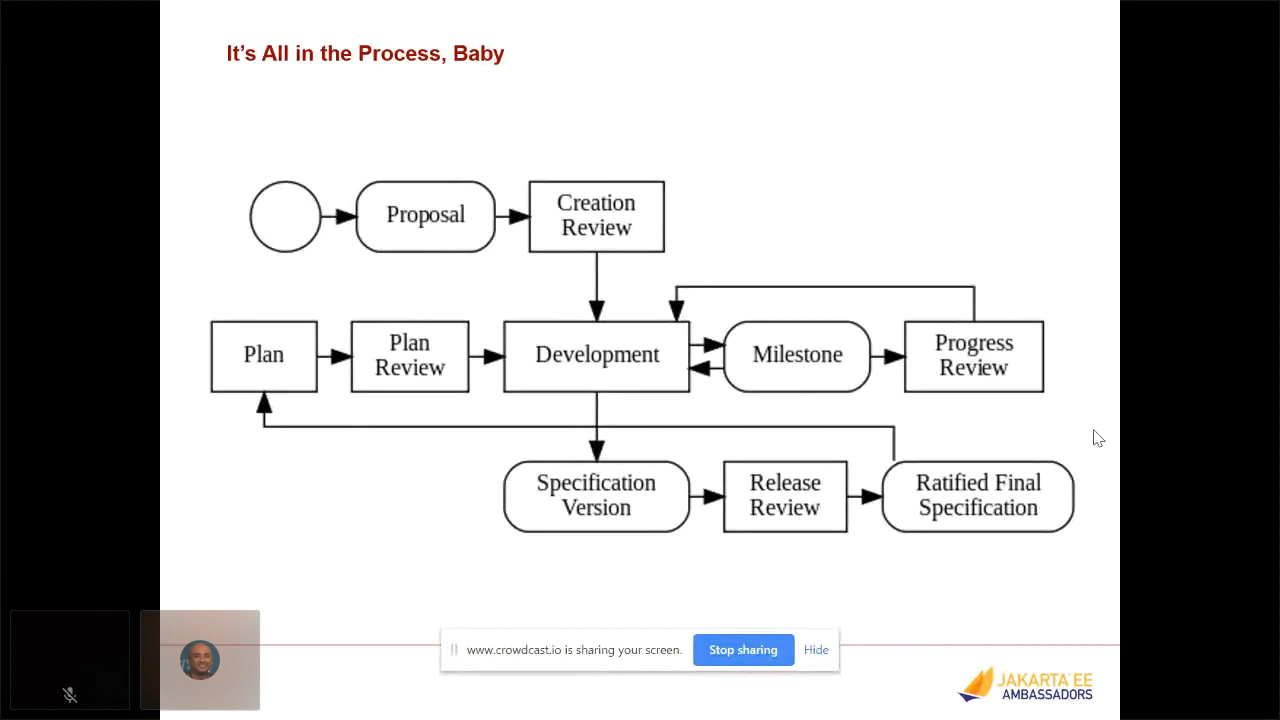 It's All in the Process, Baby
Proposal
Creation
Review
Plan
Plan
Review
Development
Milestone
Progress
Review
Specification
Version
Release
Review
Ratified Final
Specification
www.crowdcast.io is sharing your screen.
Stop sharing
Hide
JAKARTA EE
AMBASSADORS